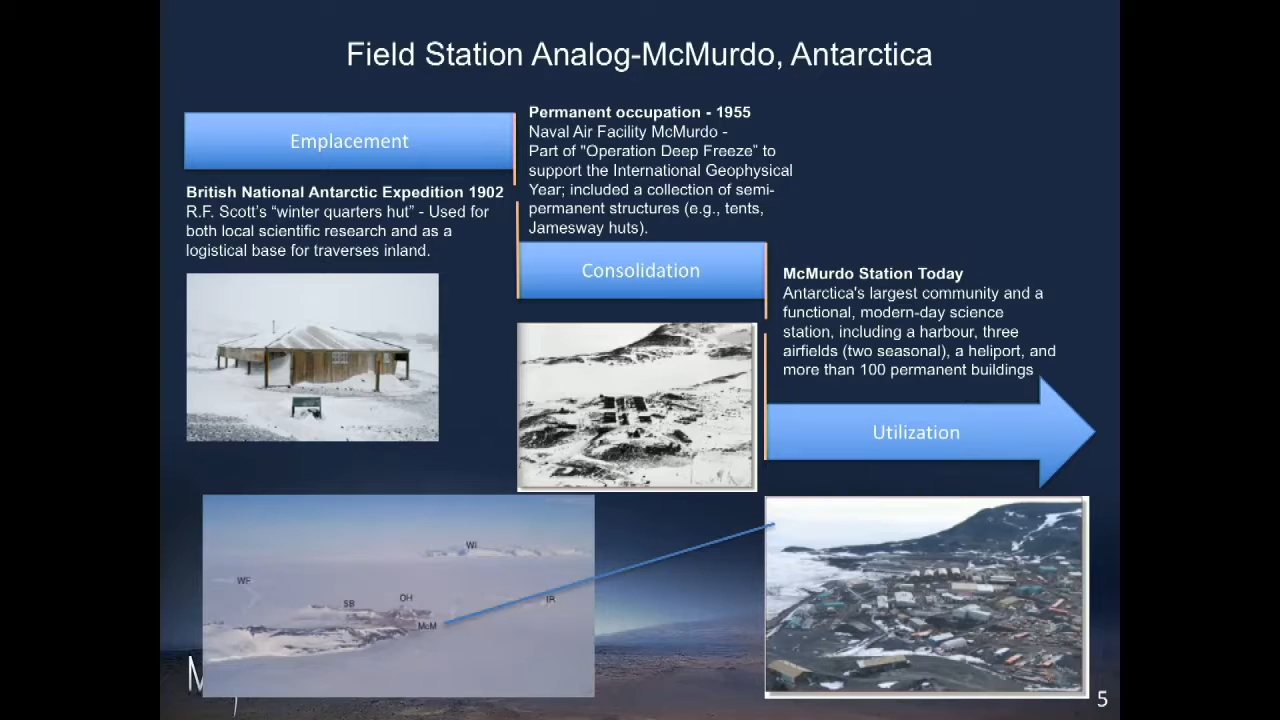 Field Station Analog-McMurdo, Antarctica
Emplacement
British National Antarctic Expedition 1902
R.F. Scott’s “winter quarters hut” - Used for
both local scientific research and as a
logistical base for traverses inland.
Permanent occupation - 1955
Naval Air Facility McMurdo -
Part of "Operation Deep Freeze” to
support the International Geophysical
Year; included a collection of semi-
permanent structures (e.g., tents,
Jamesway huts).
Consolidation
McMurdo Station Today
Antarctica's largest community and a
functional, modern-day science
station, including a harbour, three
airfields (two seasonal), a heliport, and
more than 100 permanent buildings
Utilization
WI
WF
SB
OH
IR
McM
5